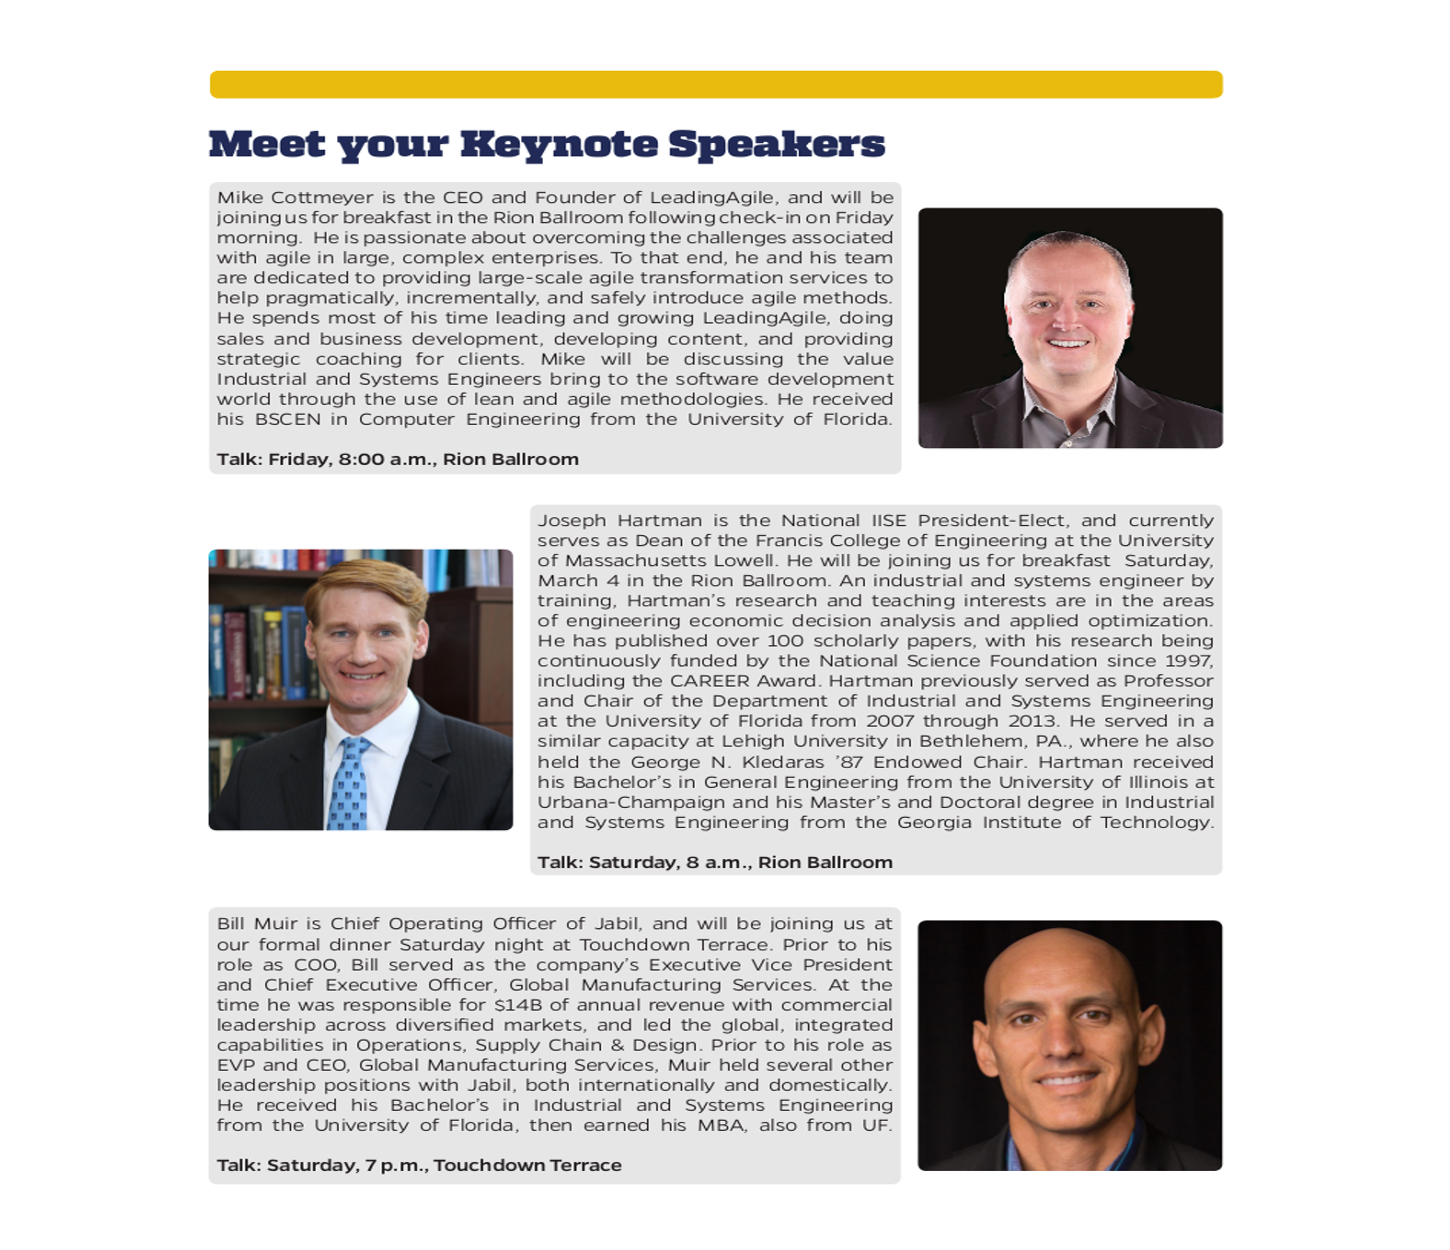 Meet your Keynote Speakers
Mike Cottmeyer is the CEO and Founder of LeadingAgile, and will be
joining us for breakfast in the Rion Ballroom following check-in on Friday
morning. He is passionate about overcoming the challenges associated
with agile in large, complex enterprises. To that end, he and his team
are dedicated to providing large-scale agile transformation services to
help pragmatically, incrementally, and safely introduce agile methods.
He spends most of his time leading and growing LeadingAgile, doing
sales and business development, developing content, and providing
strategic coaching for clients. Mike will be discussing the value
Industrial and Systems Engineers bring to the software development
world through the use of lean and agile methodologies. He received
his BSCEN in Computer Engineering from the University of Florida.
Talk: Friday, 8:00 a.m., Rion Ballroom
Joseph Hartman is the National IISE President-Elect, and currently
serves as Dean of the Francis College of Engineering at the University
of Massachusetts Lowell. He will be joining us for breakfast Saturday,
March 4 in the Rion Ballroom. An industrial and systems engineer by
training, Hartman's research and teaching interests are in the areas
of engineering economic decision analysis and applied optimization.
He has published over 100 scholarly papers, with his research being
continuously funded by the National Science Foundation since 1997,
including the CAREER Award. Hartman previously served as Professor
and Chair of the Department of Industrial and Systems Engineering
at the University of Florida from 2007 through 2013. He served in a
similar capacity at Lehigh University in Bethlehem, PA., where he also
held the George N. Kledaras '87 Endowed Chair. Hartman received
his Bachelor's in General Engineering from the University of Illinois at
Urbana-Champaign and his Master's and Doctoral degree in Industrial
and Systems Engineering from the Georgia Institute of Technology.
Talk: Saturday, 8 a.m., Rion Ballroom
Bill Muir is Chief Operating Officer of Jabil, and will be joining us at
our formal dinner Saturday night at Touchdown Terrace. Prior to his
role as COO, Bill served as the company's Executive Vice President
and Chief Executive Officer, Global Manufacturing Services. At the
time he was responsible for $14B of annual revenue with commercial
leadership across diversified markets, and led the global, integrated
capabilities in Operations, Supply Chain & Design. Prior to his role as
EVP and CEO, Global Manufacturing Services, Muir held several other
leadership positions with Jabil, both internationally and domestically.
He received his Bachelor's in Industrial and Systems Engineering
from the University of Florida, then earned his MBA, also from UF.
Talk: Saturday, 7 p.m., Touchdown Terrace